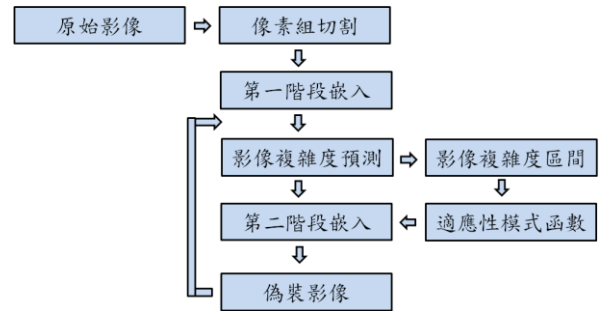 原始影像
像素組切割
第一階段嵌入
影像複雜度預測
影像複雜度區間
第二階段嵌入
適應性模式函數
偽裝影像